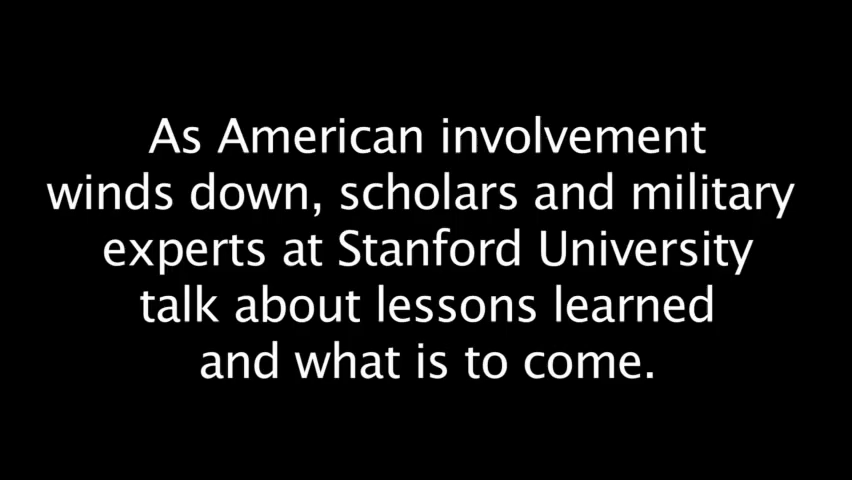 As American involvement
winds down, scholars and military
experts at Stanford University
talk about lessons learned
and what is to come.